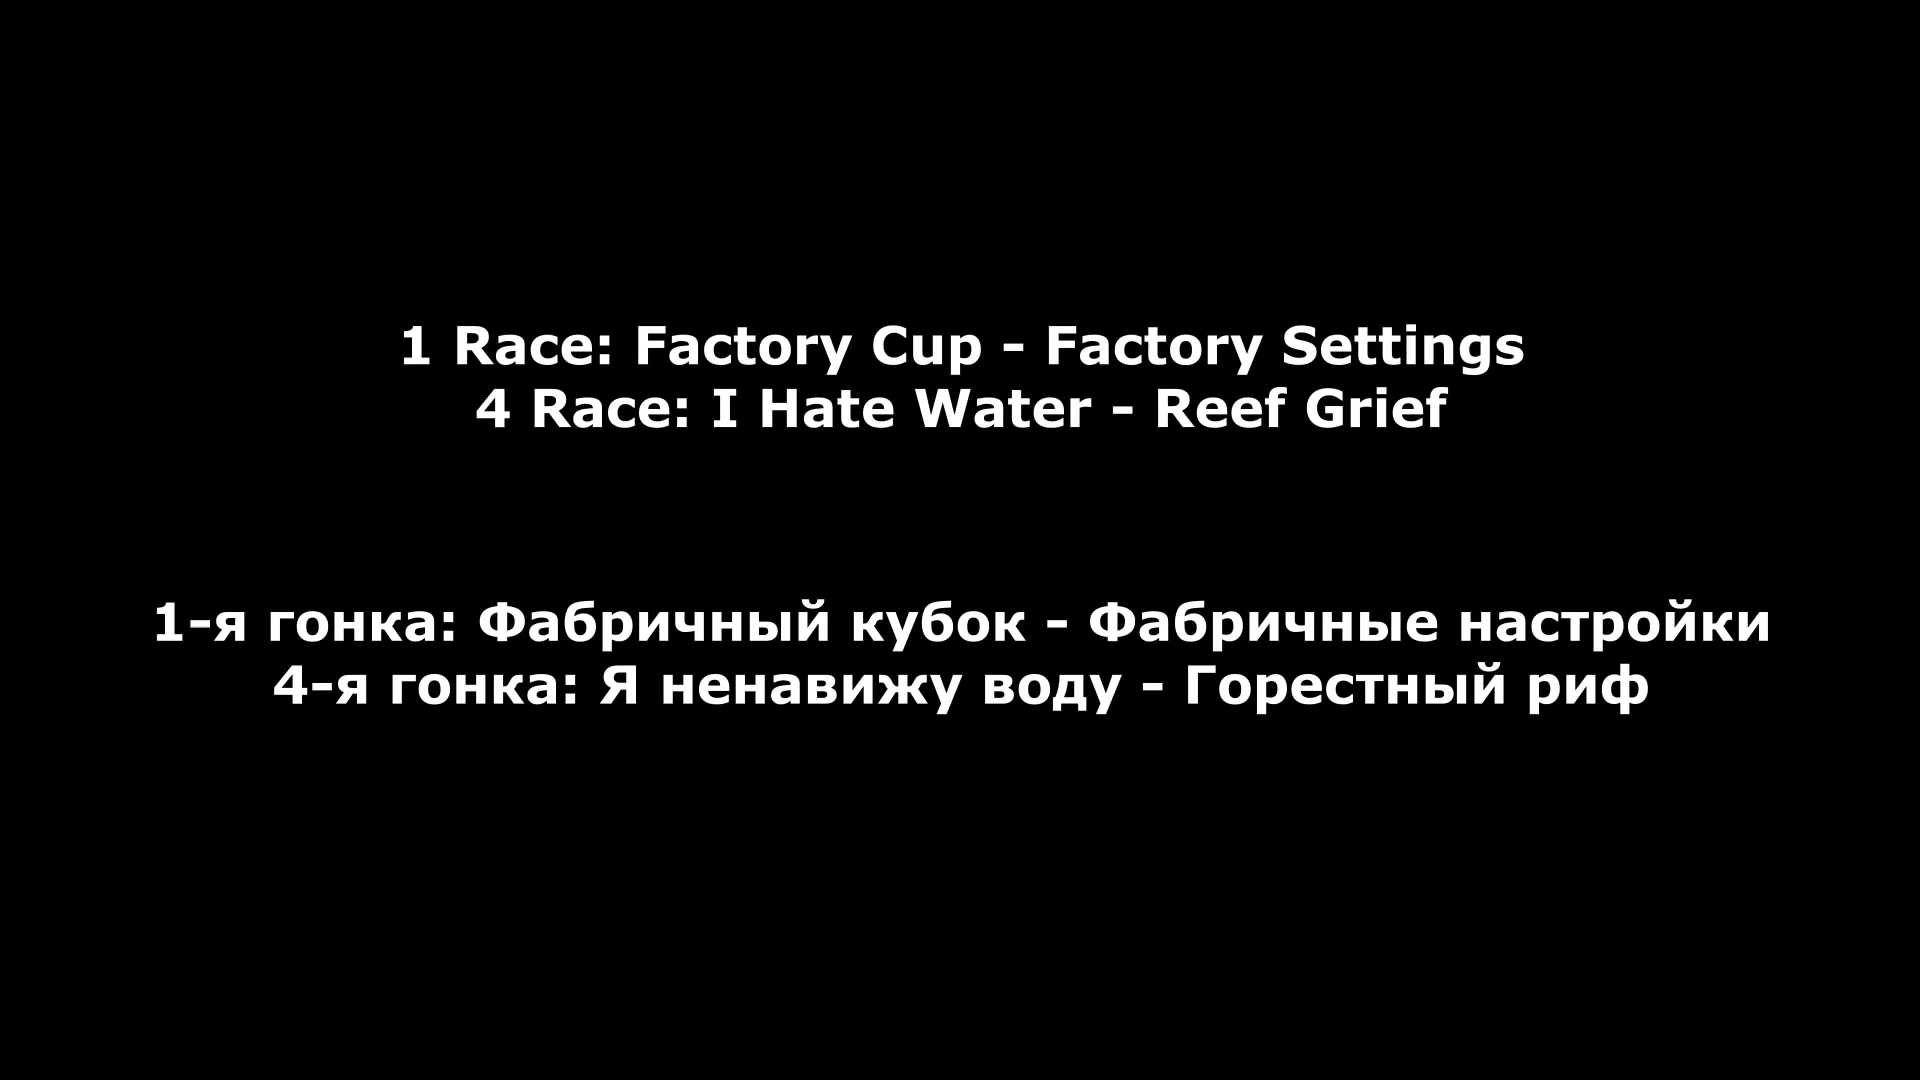 1 Race: Factory Cup - Factory Settings
4 Race: I Hate Water - Reef Grief
1-я гонка: Фабричный кубок - Фабричные настройки
4-я гонка: Я ненавижу воду - Горестный риф